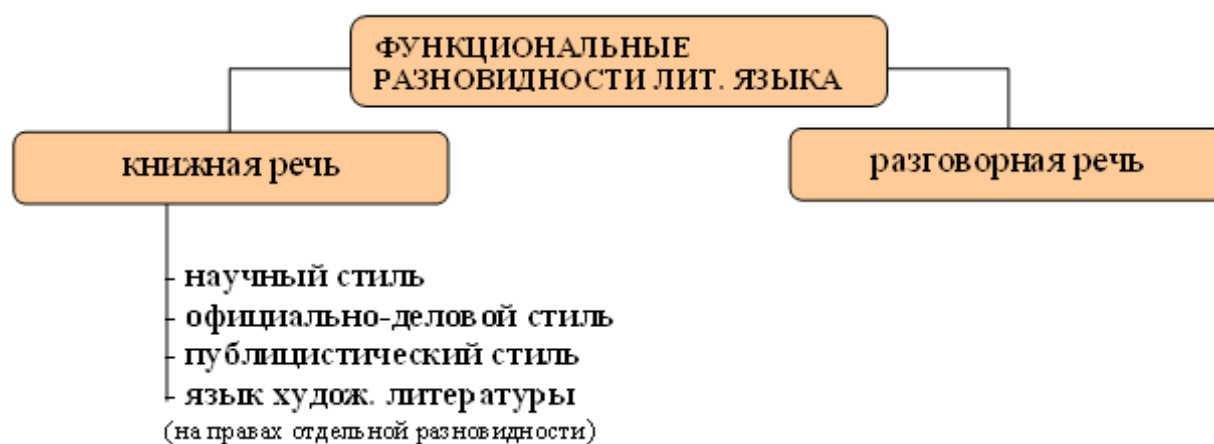 ФУНКЦИОНАЛЬНЫЕ
РАЗНОВИДНОСТИ ЛИТ. ЯЗЫКА
книжная речь
разговорная речь
- научный стиль
- официально-деловой стиль
- публицистический стиль
- язык худож. литературы
(на правах отдельной разновидности)